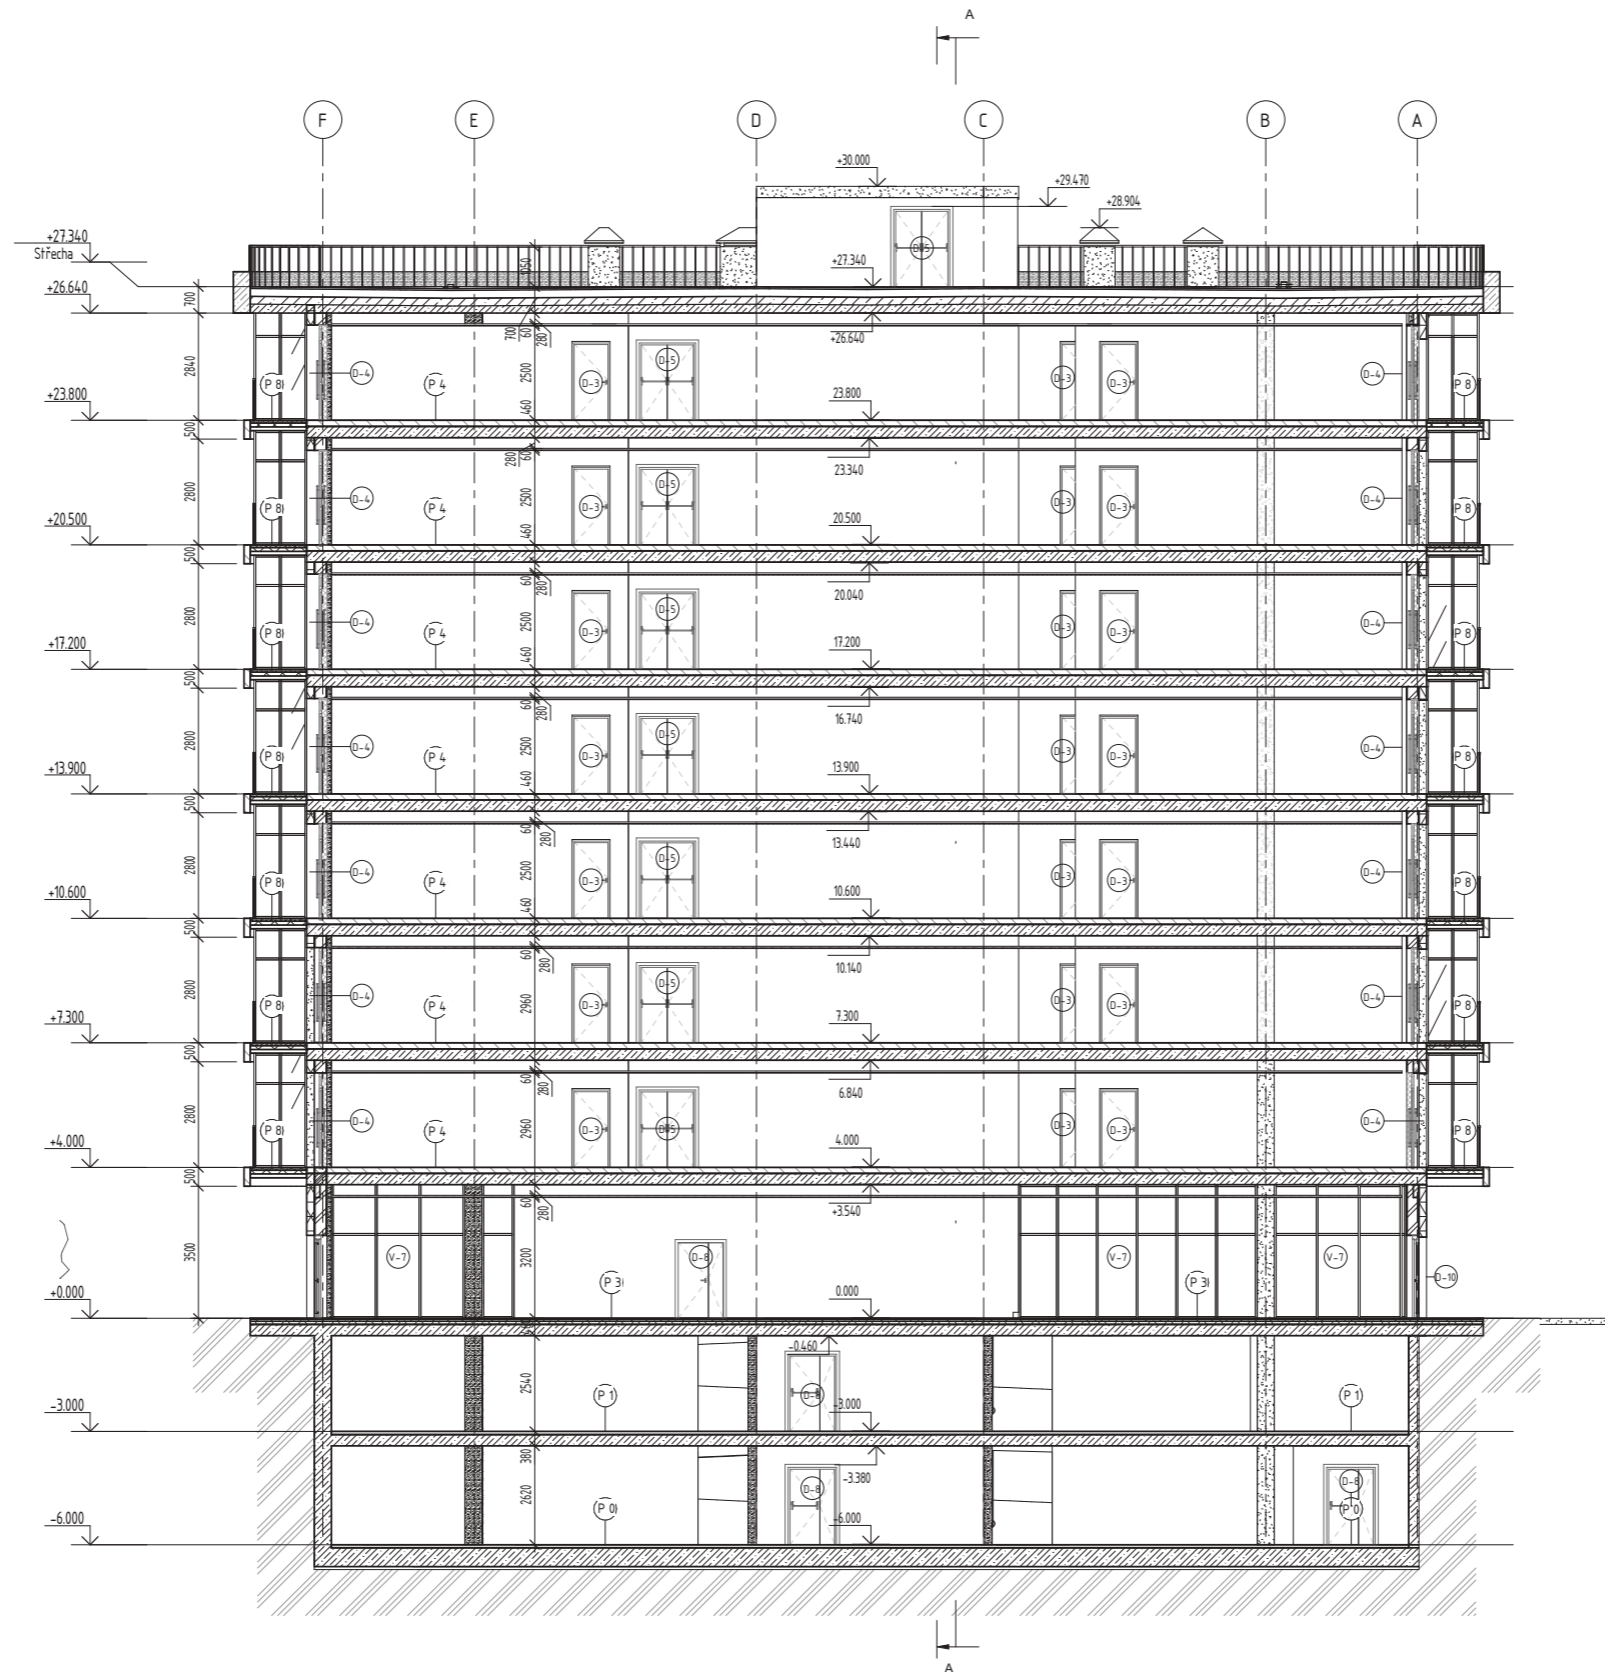 A
F E D C B A
+30.000
+29.470
+28.904
+27.340
Střecha
1050
D-5
+27.340
+26.640
700
700 60 280
+26.640
2840 P 8 D-4 P 4 2500 D-3 D-5 D-3 D-3 D-4 P 8
+23.800 460 23.800
500 280 60 23.340
2800 P 8 D-4 P 4 2500 D-3 D-5 D-3 D-3 D-4 P 8
+20.500 460 20.500
500 60 280 20.040
2800 P 8 D-4 P 4 2500 D-3 D-5 D-3 D-3 D-4 P 8
+17.200 460 17.200
500 60 280 16.740
2800 P 8 D-4 P 4 2500 D-3 D-5 D-3 D-3 D-4 P 8
+13.900 460 13.900
500 60 280 13.440
2800 P 8 D-4 P 4 2500 D-3 D-5 D-3 D-3 D-4 P 8
+10.600 460 10.600
500 60 280 10.140
2800 P 8 D-4 P 4 2960 D-3 D-5 D-3 D-3 D-4 P 8
+7.300 7.300
500 60 280 6.840
2800 P 8 D-4 P 4 2960 D-3 D-5 D-3 D-3 D-4 P 8
+4.000 4.000
500 60 280 +3.540
3500 V-7 3200 D-8 P 3 V-7 P 3 V-7 D-10
+0.000 0.000
460 -0.460
2540 P 1 D-8 P 1
-3.000 -3.000
380 -3.380
2620 P 0 D-8 D-8 P 0
-6.000 -6.000
A